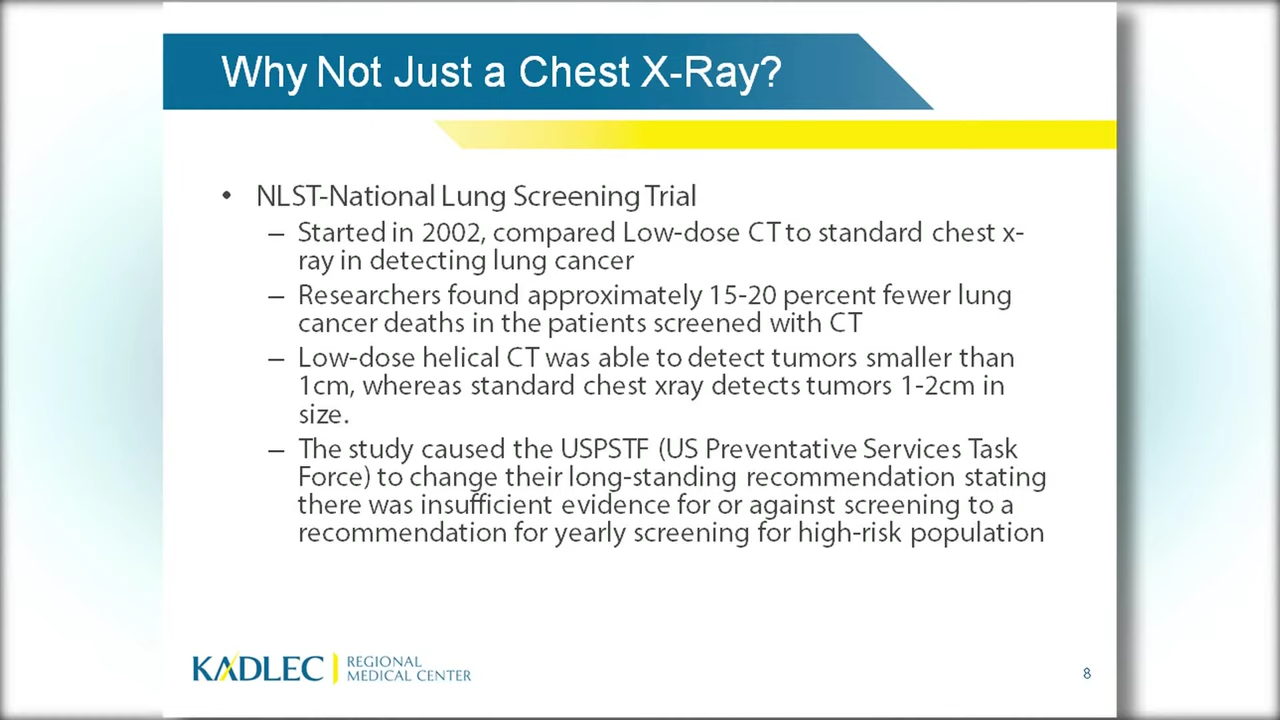 Why Not Just a Chest X-Ray?
• NLST-National Lung Screening Trial
– Started in 2002, compared Low-dose CT to standard chest x-
ray in detecting lung cancer
– Researchers found approximately 15-20 percent fewer lung
cancer deaths in the patients screened with CT
– Low-dose helical CT was able to detect tumors smaller than
1cm, whereas standard chest xray detects tumors 1-2cm in
size.
– The study caused the USPSTF (US Preventative Services Task
Force) to change their long-standing recommendation stating
there was insufficient evidence for or against screening to a
recommendation for yearly screening for high-risk population
KADLEC
REGIONAL
MEDICAL CENTER
8